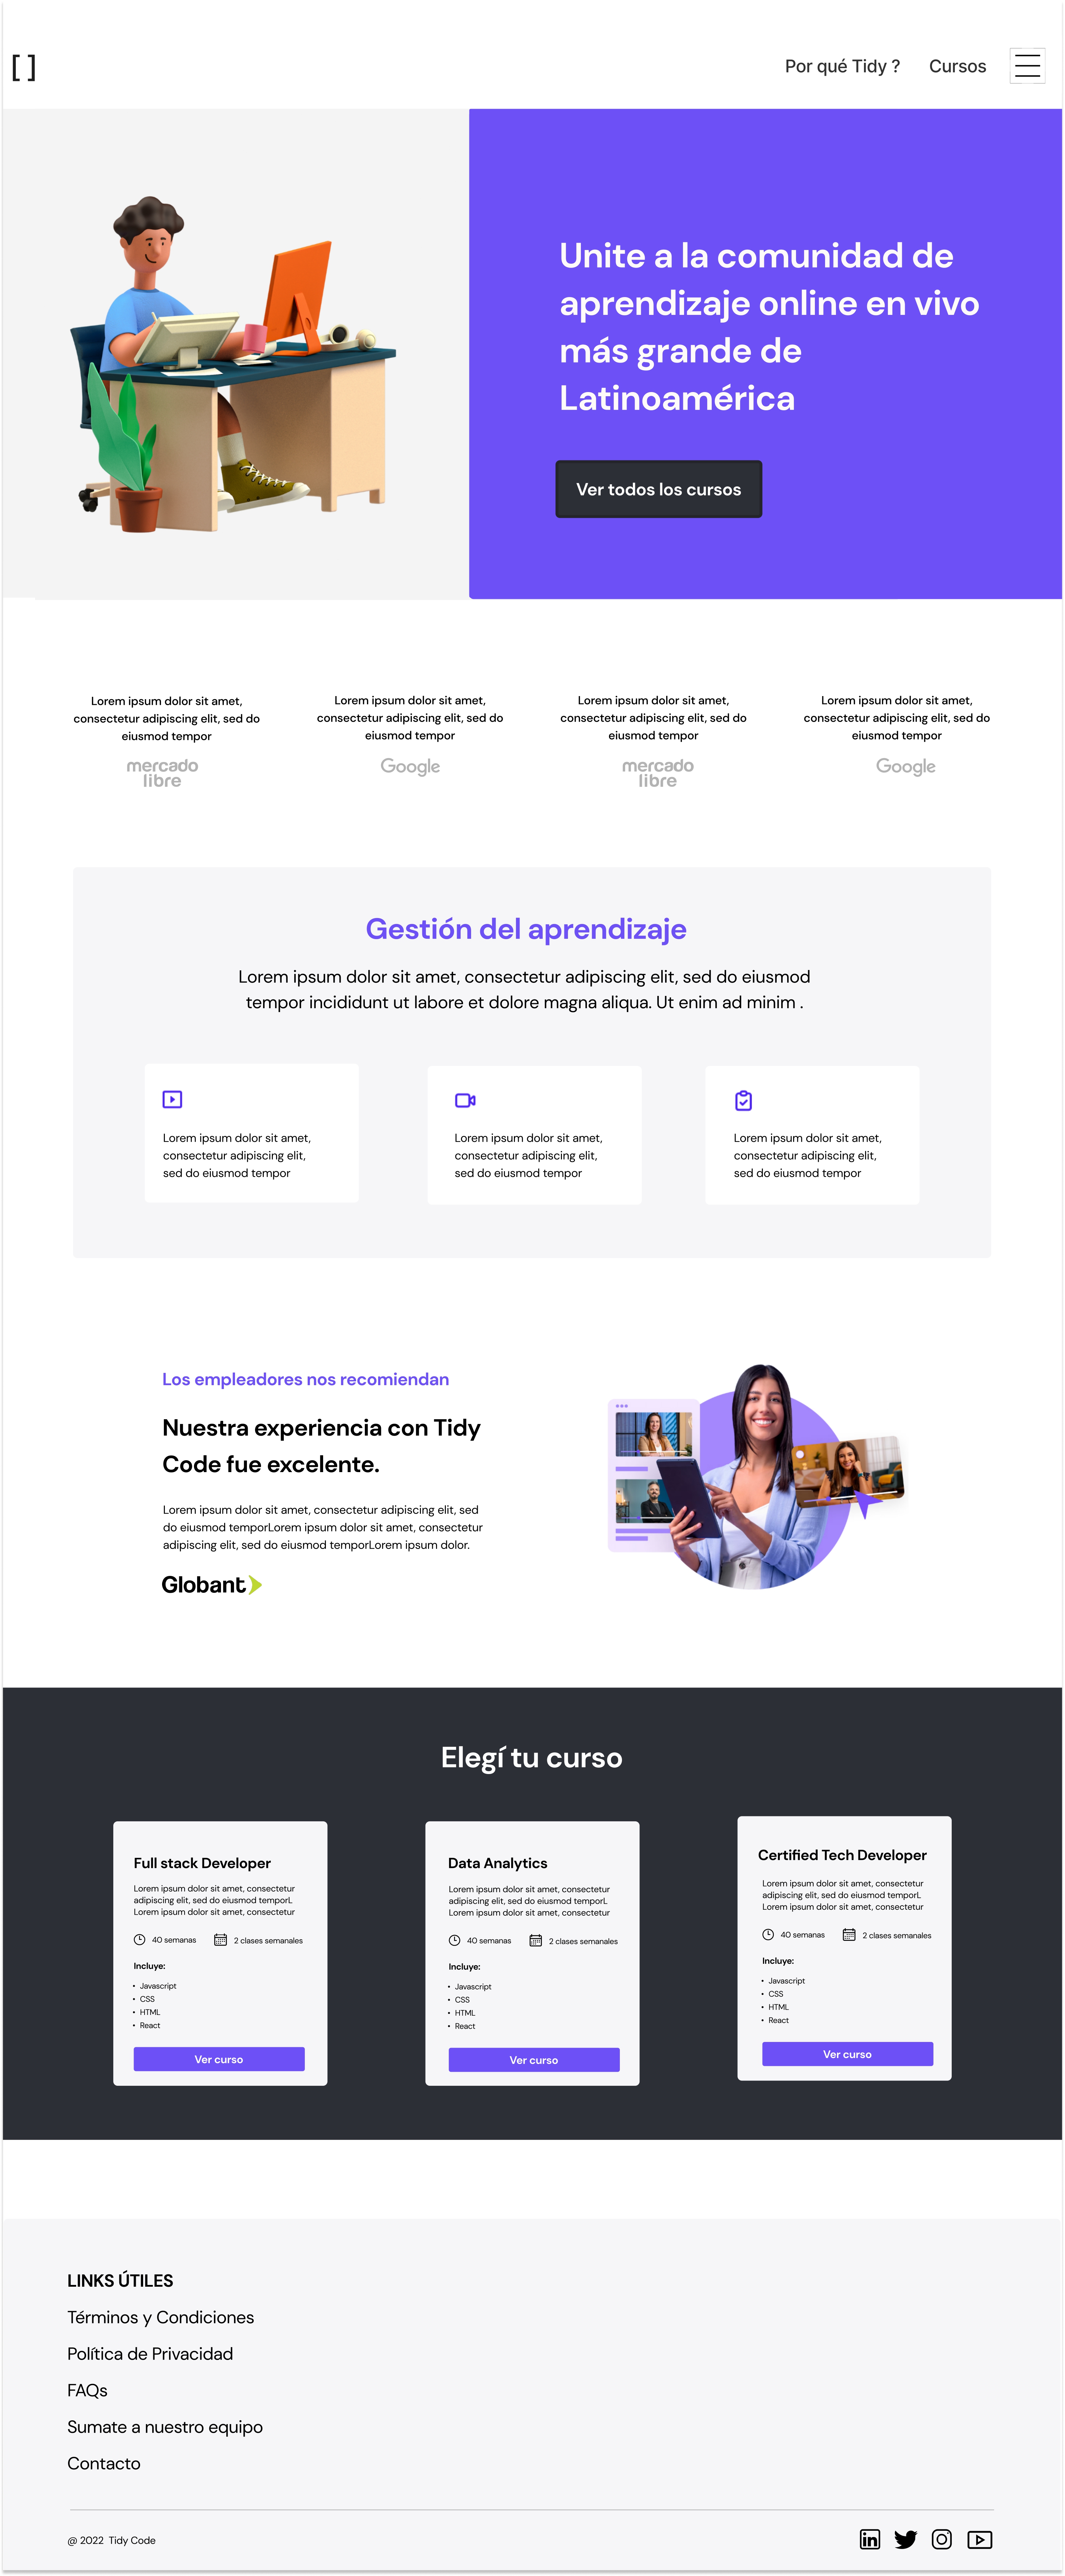 [ ]
Por qué Tidy ?
Cursos
Unite a la comunidad de
aprendizaje online en vivo
más grande de
Latinoamérica
Ver todos los cursos
Lorem ipsum dolor sit amet,
consectetur adipiscing elit, sed do
eiusmod tempor
mercado
libre
Lorem ipsum dolor sit amet,
consectetur adipiscing elit, sed do
eiusmod tempor
Google
Lorem ipsum dolor sit amet,
consectetur adipiscing elit, sed do
eiusmod tempor
mercado
libre
Lorem ipsum dolor sit amet,
consectetur adipiscing elit, sed do
eiusmod tempor
Google
Gestión del aprendizaje
Lorem ipsum dolor sit amet, consectetur adipiscing elit, sed do eiusmod
tempor incididunt ut labore et dolore magna aliqua. Ut enim ad minim .
Lorem ipsum dolor sit amet,
consectetur adipiscing elit,
sed do eiusmod tempor
Lorem ipsum dolor sit amet,
consectetur adipiscing elit,
sed do eiusmod tempor
Lorem ipsum dolor sit amet,
consectetur adipiscing elit,
sed do eiusmod tempor
Los empleadores nos recomiendan
Nuestra experiencia con Tidy
Code fue excelente.
Lorem ipsum dolor sit amet, consectetur adipiscing elit, sed
do eiusmod temporLorem ipsum dolor sit amet, consectetur
adipiscing elit, sed do eiusmod temporLorem ipsum dolor.
Globant
Elegí tu curso
Full stack Developer
Lorem ipsum dolor sit amet, consectetur
adipiscing elit, sed do eiusmod temporL
Lorem ipsum dolor sit amet, consectetur
40 semanas
2 clases semanales
Incluye:
• Javascript
• CSS
• HTML
• React
Ver curso
Data Analytics
Lorem ipsum dolor sit amet, consectetur
adipiscing elit, sed do eiusmod temporL
Lorem ipsum dolor sit amet, consectetur
40 semanas
2 clases semanales
Incluye:
• Javascript
• CSS
• HTML
• React
Ver curso
Certified Tech Developer
Lorem ipsum dolor sit amet, consectetur
adipiscing elit, sed do eiusmod temporL
Lorem ipsum dolor sit amet, consectetur
40 semanas
2 clases semanales
Incluye:
• Javascript
• CSS
• HTML
• React
Ver curso
LINKS ÚTILES
Términos y Condiciones
Política de Privacidad
FAQs
Sumate a nuestro equipo
Contacto
@ 2022 Tidy Code
in